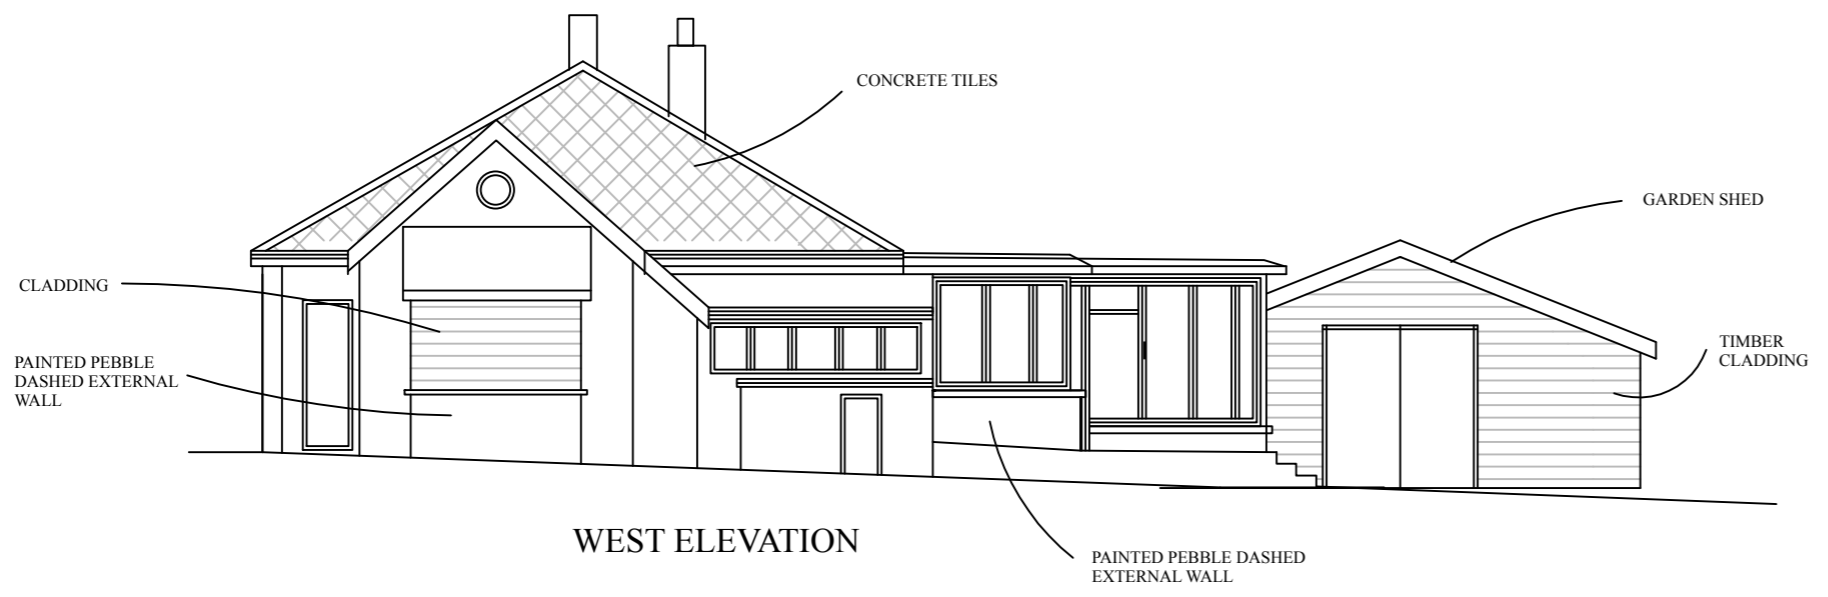 CONCRETE TILES
GARDEN SHED
CLADDING
PAINTED PEBBLE
DASHED EXTERNAL
WALL
TIMBER
CLADDING
WEST ELEVATION
PAINTED PEBBLE DASHED
EXTERNAL WALL